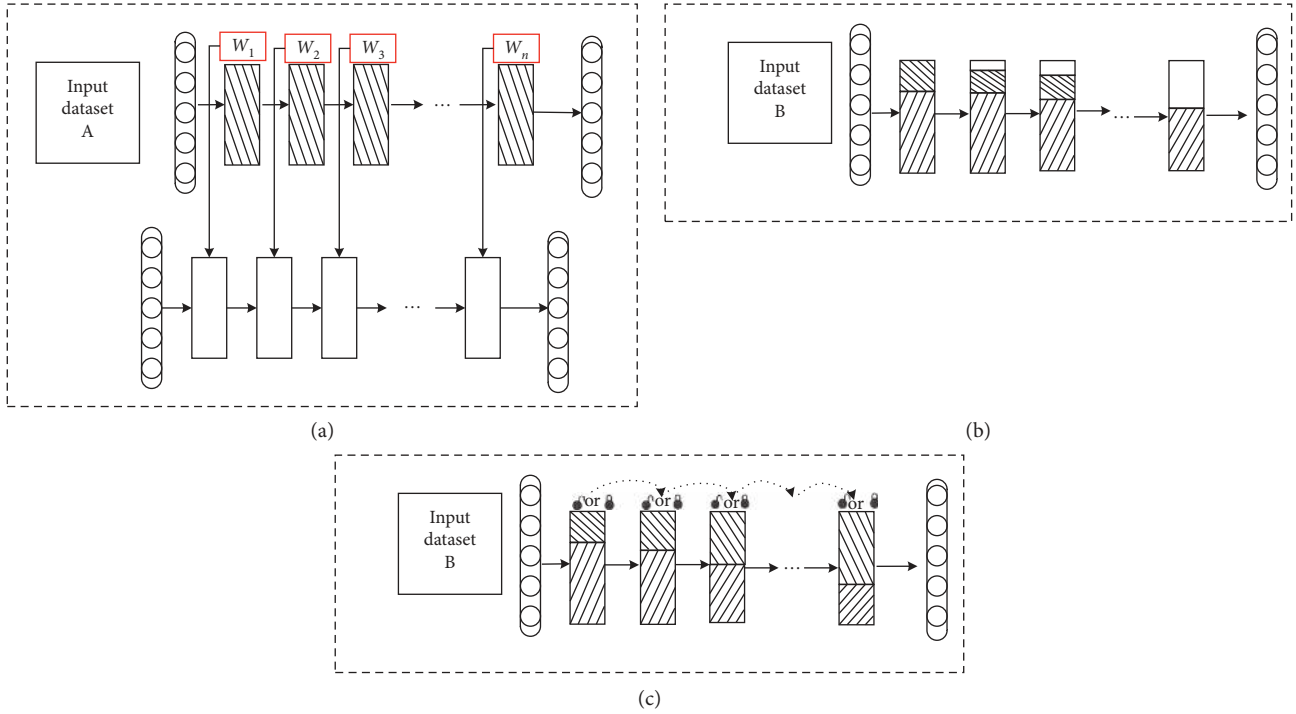 W1 W2 W3 Wn
Input
dataset
A
...
...
(a)
Input
dataset
B
...
(b)
or or or or
Input
dataset
B
...
(c)